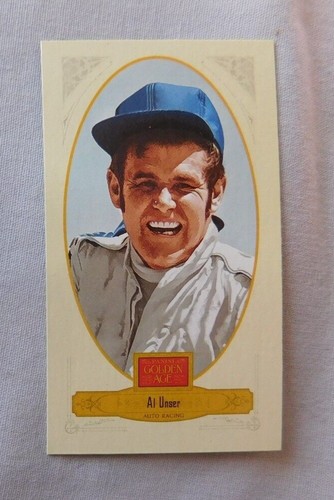 GOLDEN
AGE
Al Unser
AUTO RACING